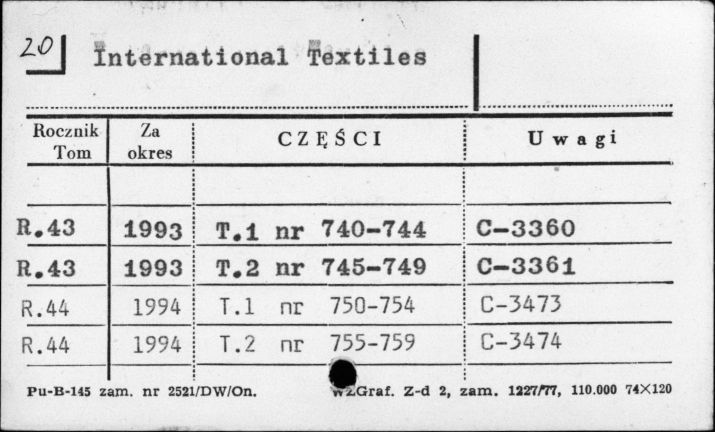 20 International Textiles
Rocznik Tom Za okres CZĘŚCI Uwagi
R.43 1993 T.1 nr 740-744 C-3360
R.43 1993 T.2 nr 745-749 C-3361
R.44 1994 T.1 nr 750-754 C-3473
R.44 1994 T.2 nr 755-759 C-3474
Pu-B-145 zam. nr 2521/DW/On. WZGraf. Z-d 2, zam. 1227/77, 110.000 74×120